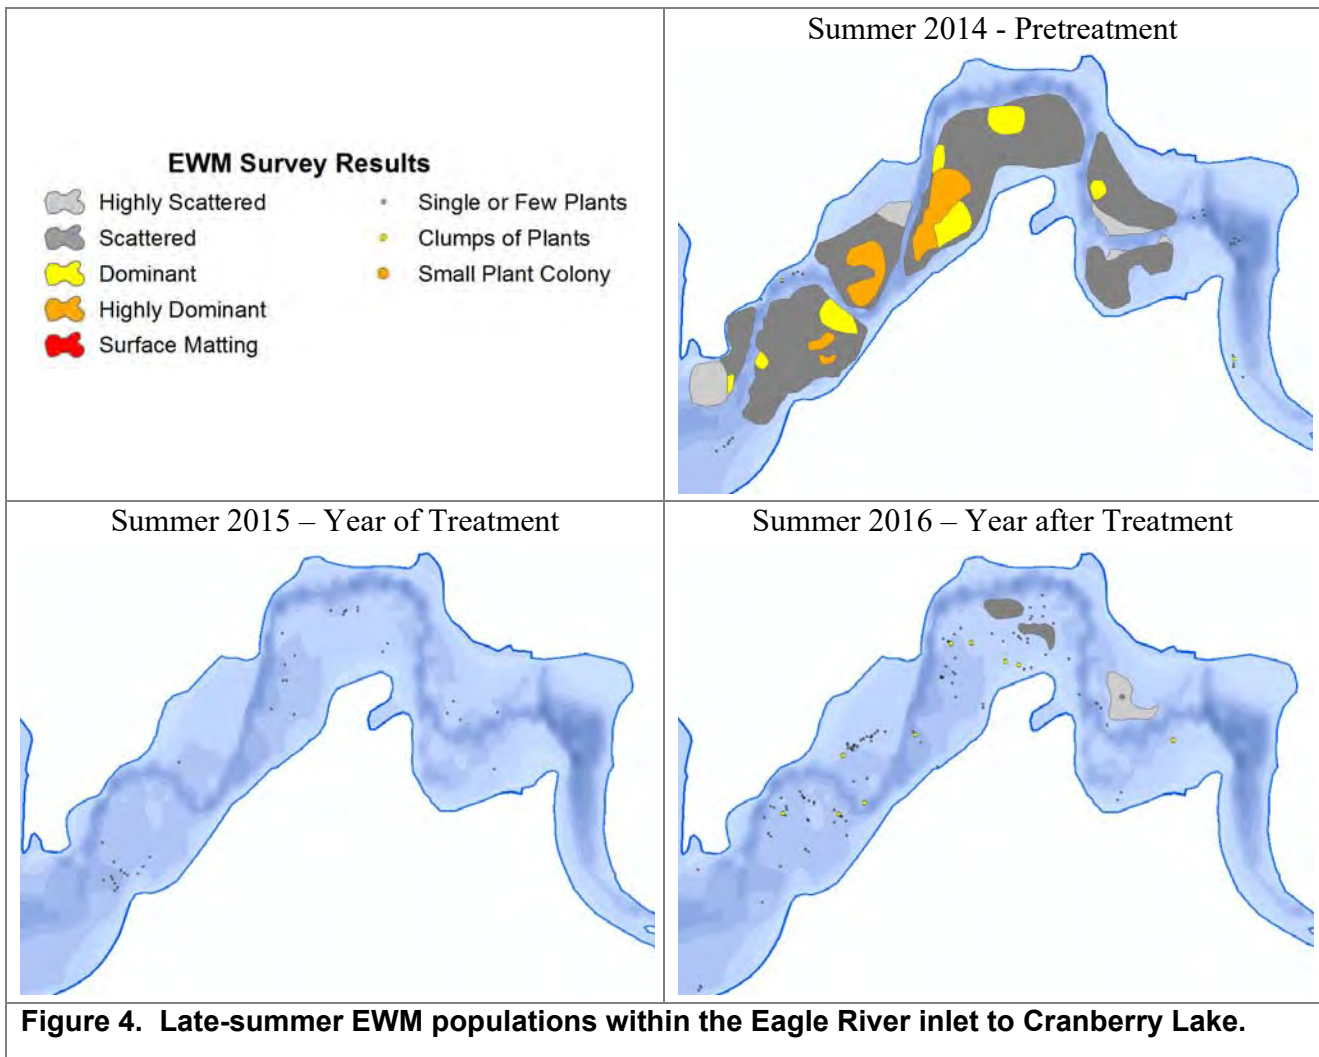 Summer 2014 - Pretreatment
EWM Survey Results
Highly Scattered
Scattered
Dominant
Highly Dominant
Surface Matting
Single or Few Plants
Clumps of Plants
Small Plant Colony
Summer 2015 – Year of Treatment
Summer 2016 – Year after Treatment
Figure 4.  Late-summer EWM populations within the Eagle River inlet to Cranberry Lake.